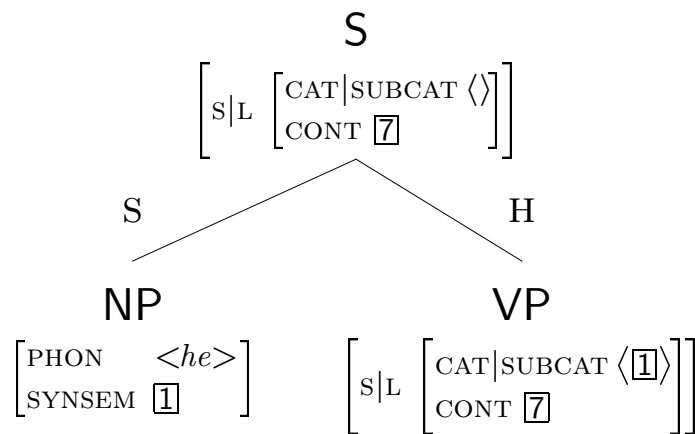 S
[S|L [CAT|SUBCAT ⟨⟩
CONT 7]]
S H
NP VP
[PHON <he>
SYNSEM 1]
[S|L [CAT|SUBCAT ⟨1⟩
CONT 7]]